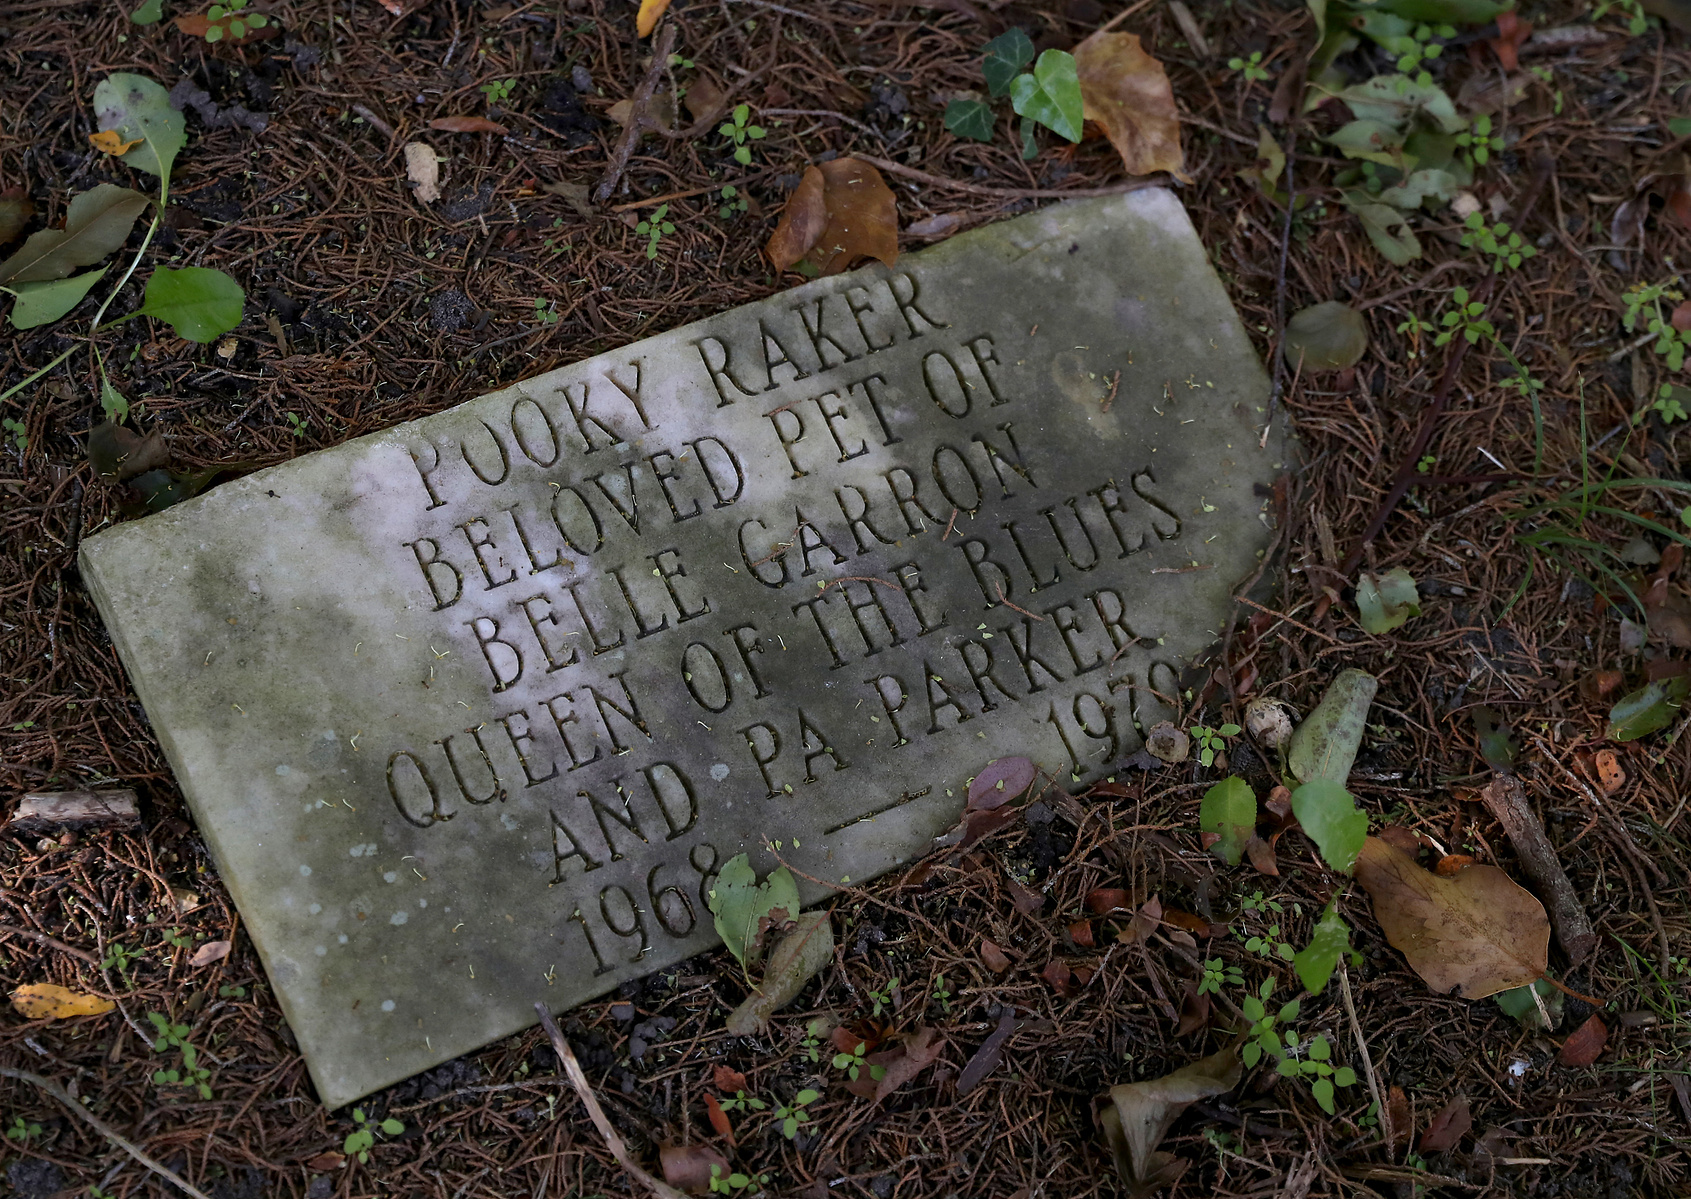 POOKY RAKER
BELOVED PET OF
BELLE GARRON
QUEEN OF THE BLUES
AND PA PARKER
1968 — 1979